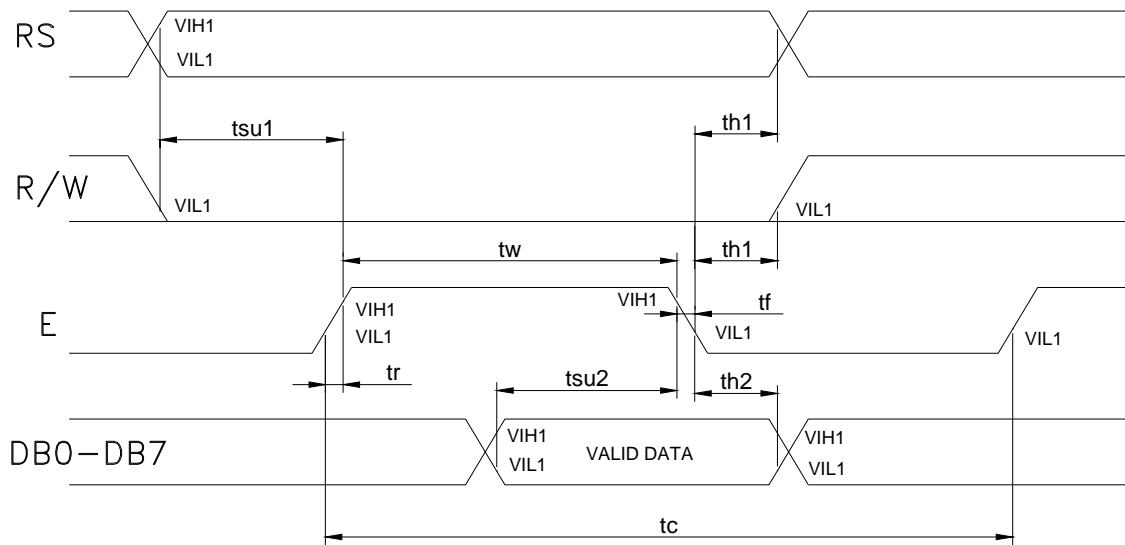 RS
VIH1
VIL1
tsu1
th1
R/W
VIL1
VIL1
tw
th1
E
VIH1
VIL1
VIH1
tf
VIL1
VIL1
tr
tsu2
th2
DB0-DB7
VIH1
VIL1
VALID DATA
VIH1
VIL1
tc